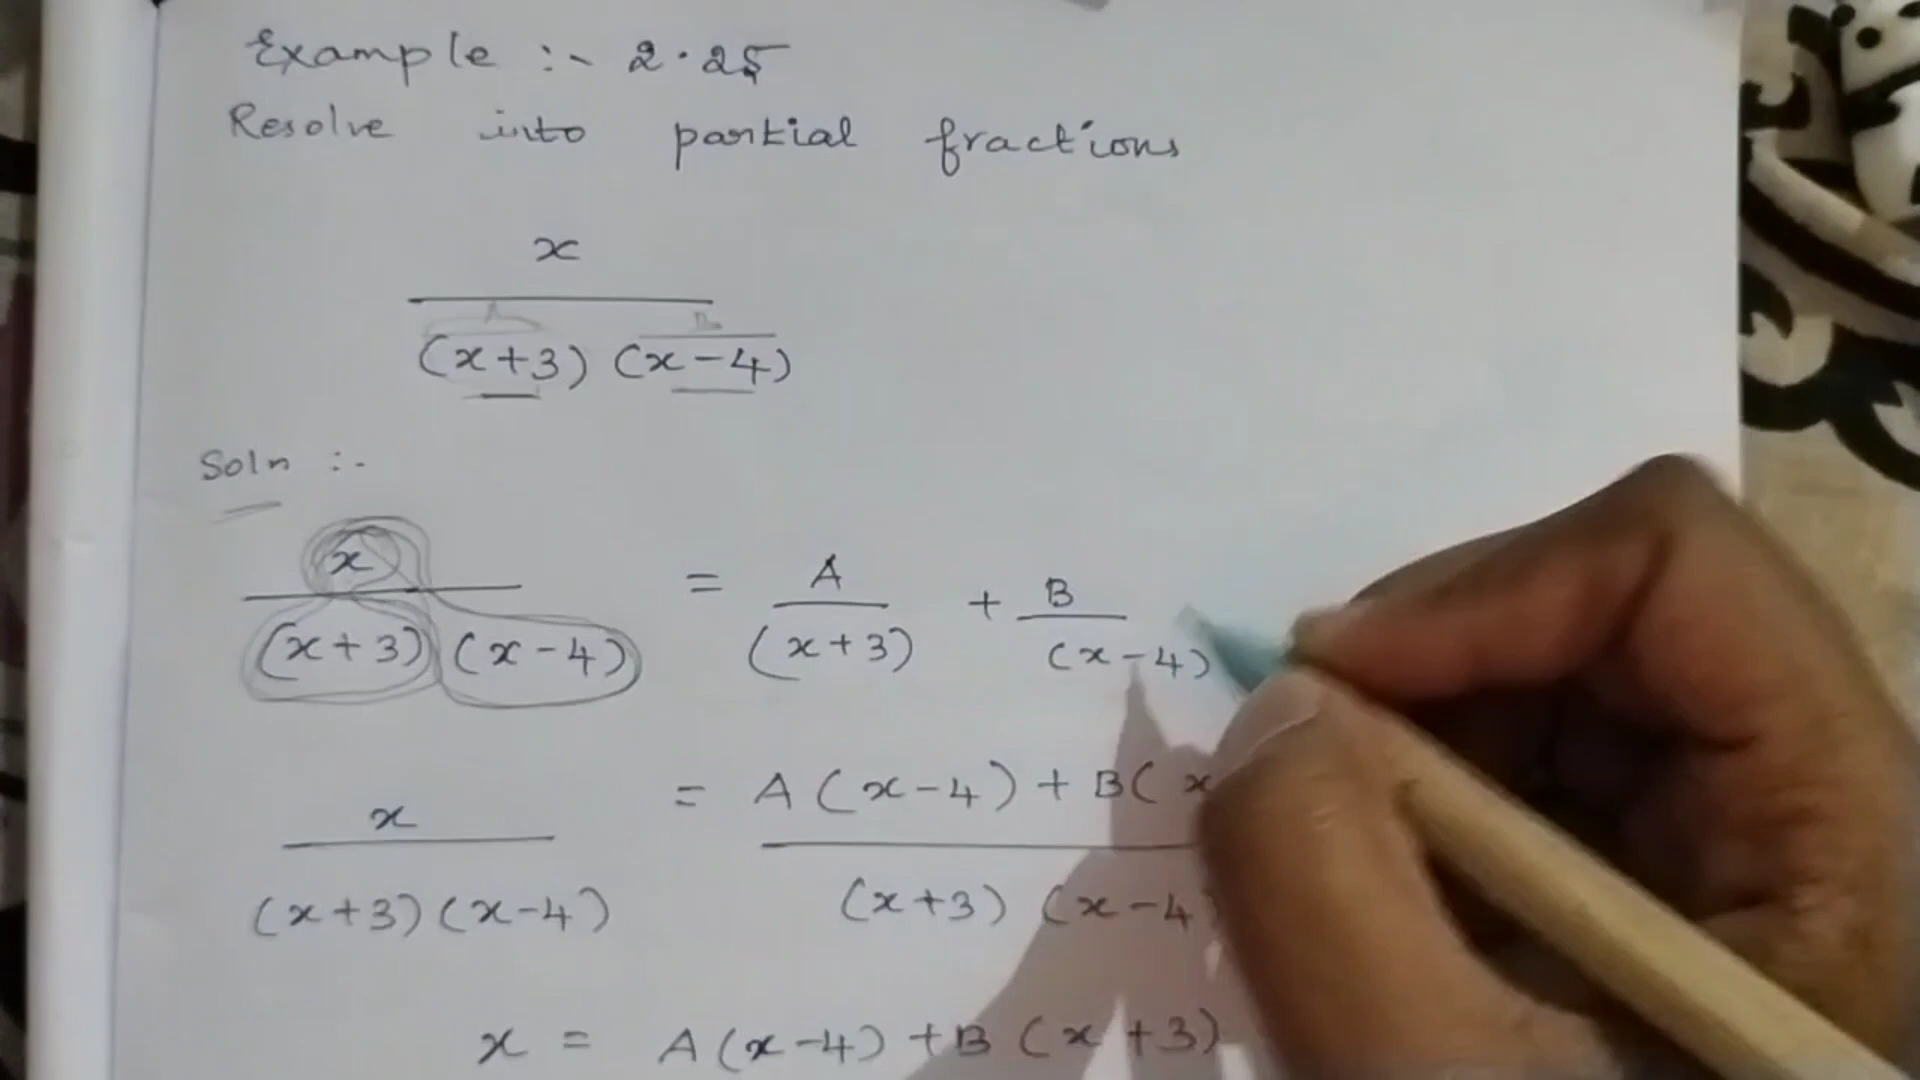 Example :- 2.25
Resolve into partial fractions
x
(x+3) (x-4)
Soln :-
x = A + B
(x+3) (x-4) (x+3) (x-4)
x = A(x-4) + B(x
(x+3)(x-4) (x+3) (x-4)
x = A(x-4) + B(x+3)